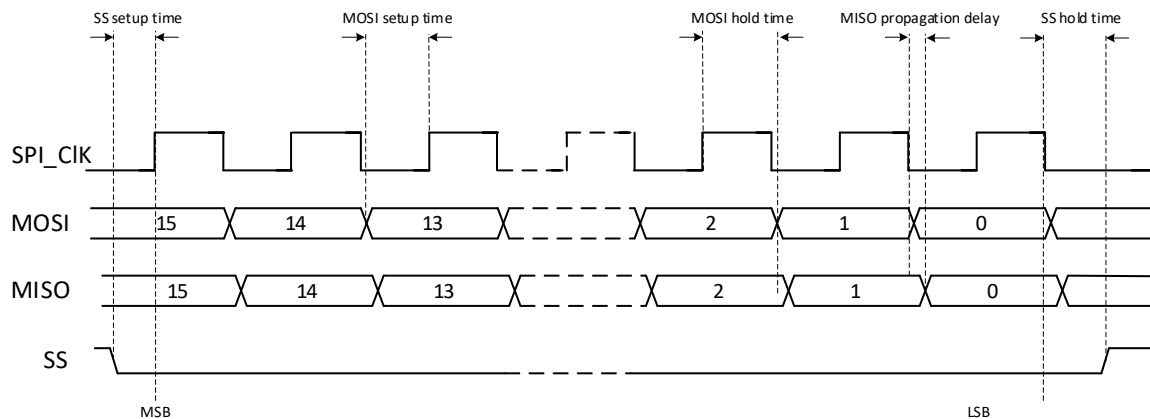 SS setup time MOSI setup time MOSI hold time MISO propagation delay SS hold time
SPI_ClK
MOSI 15 14 13 2 1 0
MISO 15 14 13 2 1 0
SS
MSB LSB